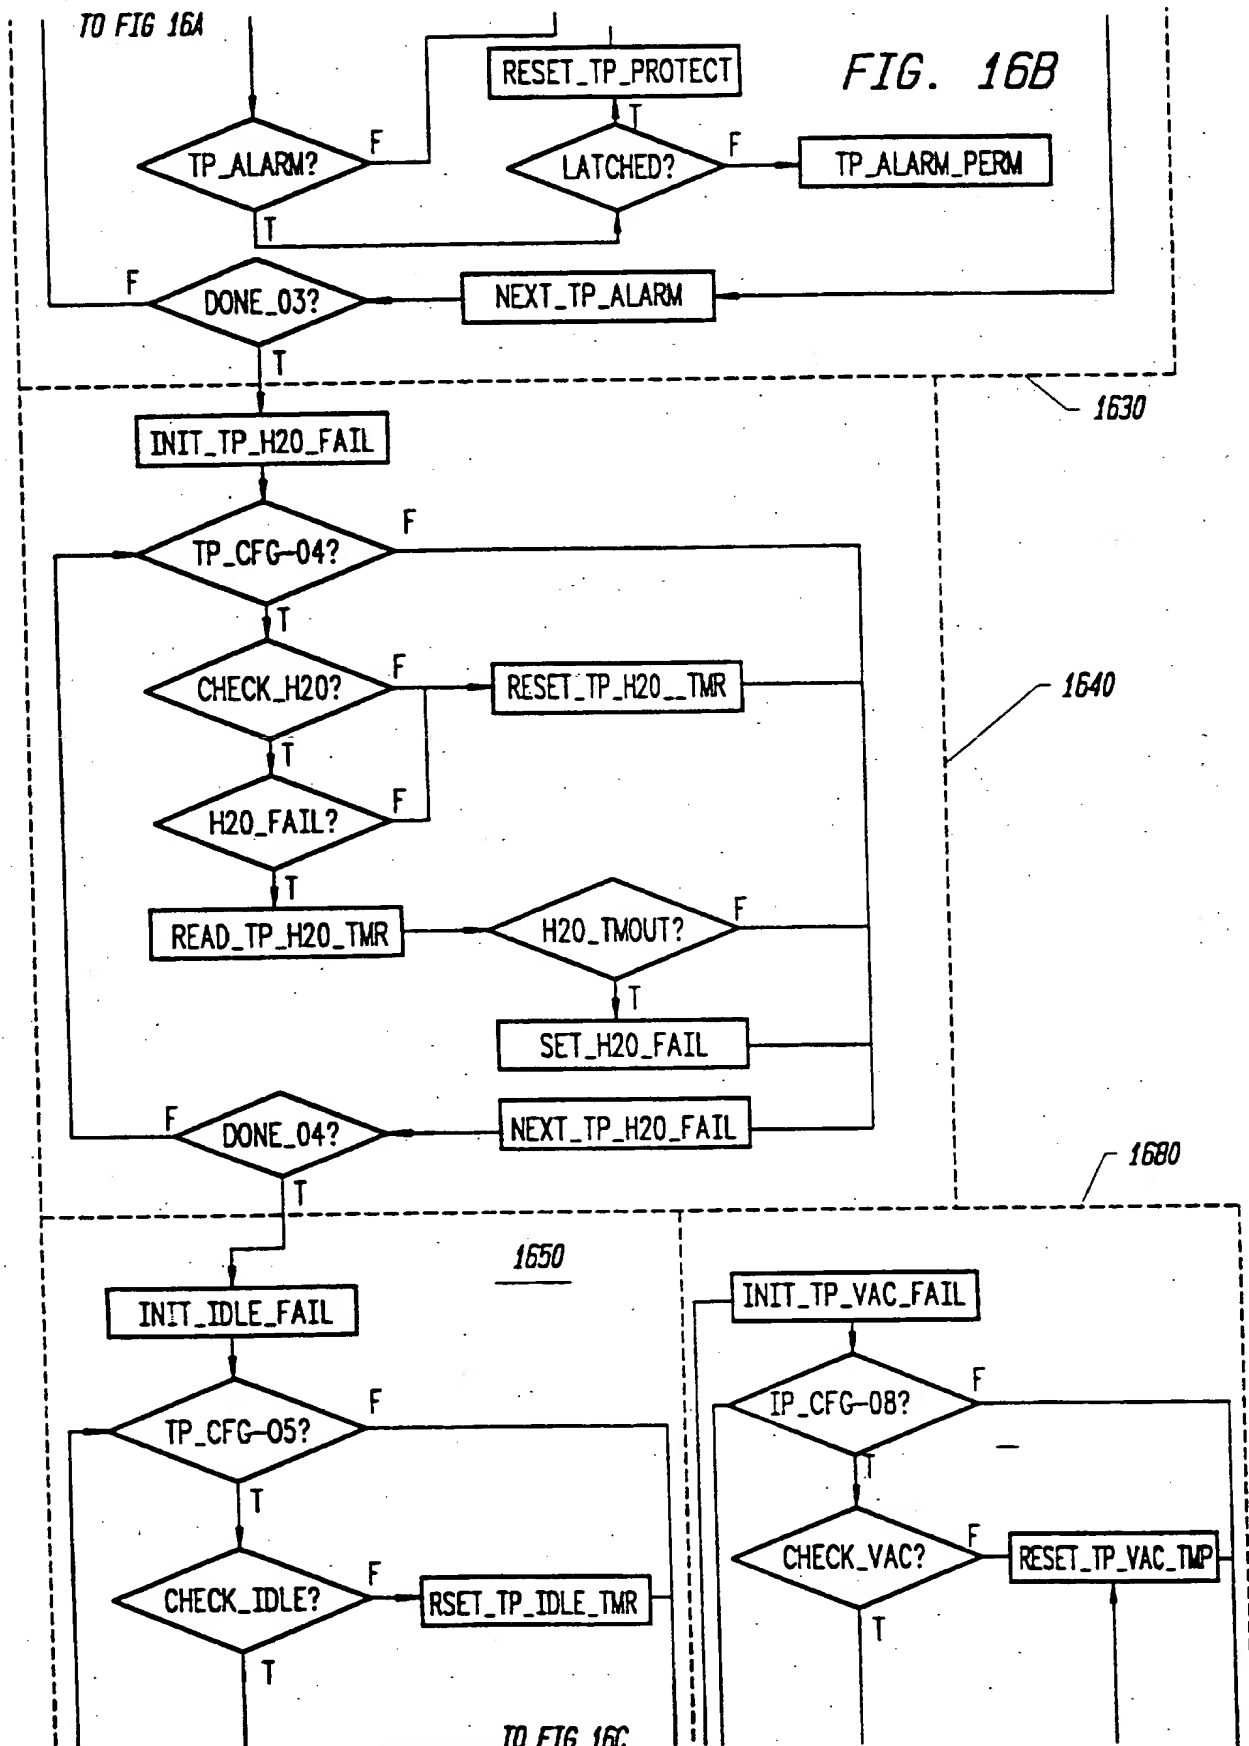 TO FIG 16A
FIG. 16B
RESET_TP_PROTECT
T
F
TP_ALARM?
LATCHED?
F
TP_ALARM_PERM
T
F
DONE_03?
NEXT_TP_ALARM
T
1630
INIT_TP_H20_FAIL
F
TP_CFG-04?
T
CHECK_H20?
F
RESET_TP_H20__TMR
1640
T
H20_FAIL?
F
T
READ_TP_H20_TMR
H20_TMOUT?
F
T
SET_H20_FAIL
F
DONE_04?
NEXT_TP_H20_FAIL
T
1680
1650
INIT_IDLE_FAIL
INIT_TP_VAC_FAIL
F
TP_CFG-05?
F
IP_CFG-08?
T
T
CHECK_IDLE?
F
RSET_TP_IDLE_TMR
CHECK_VAC?
F
RESET_TP_VAC_TMP
T
T
TO FIG 16C